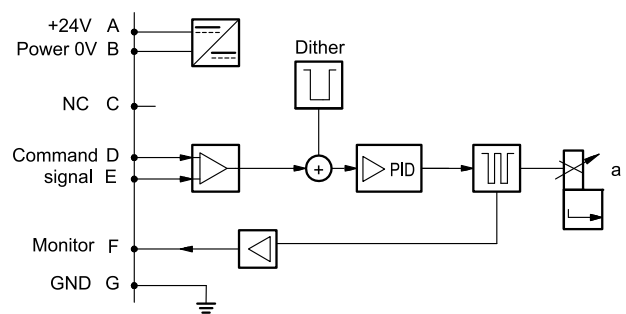 +24V A
Power 0V B
Dither
NC C
Command D
signal E
+
PID
a
Monitor F
GND G